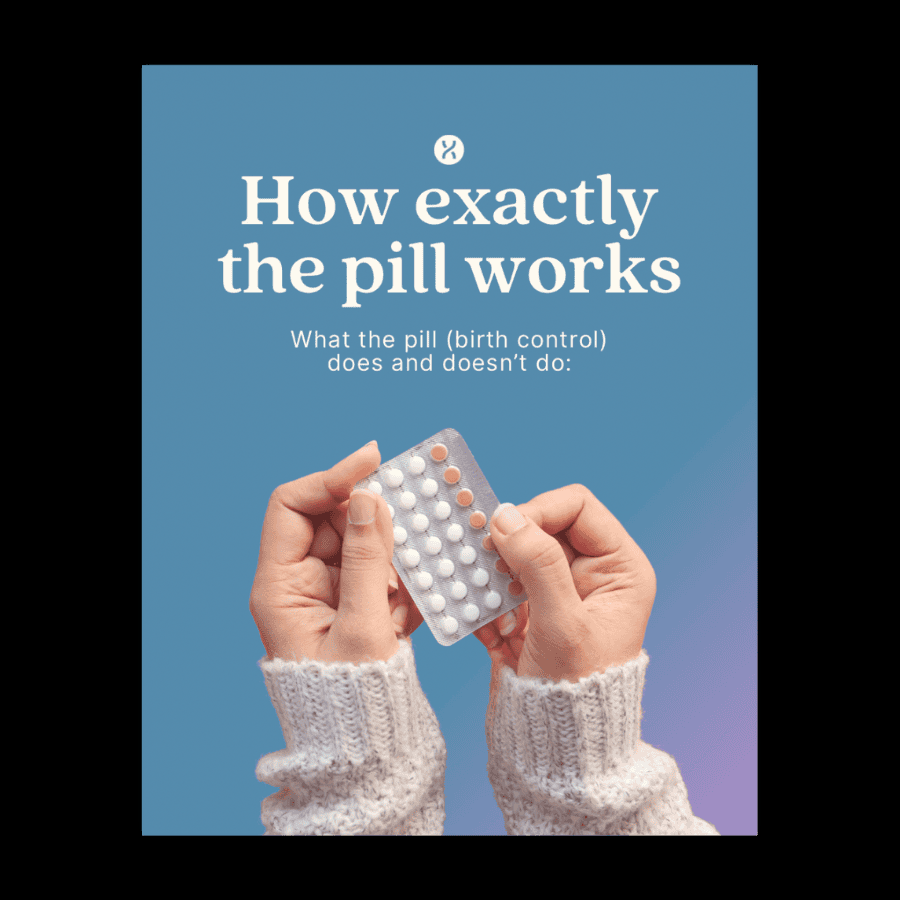 How exactly
the pill works
What the pill (birth control)
does and doesn’t do: